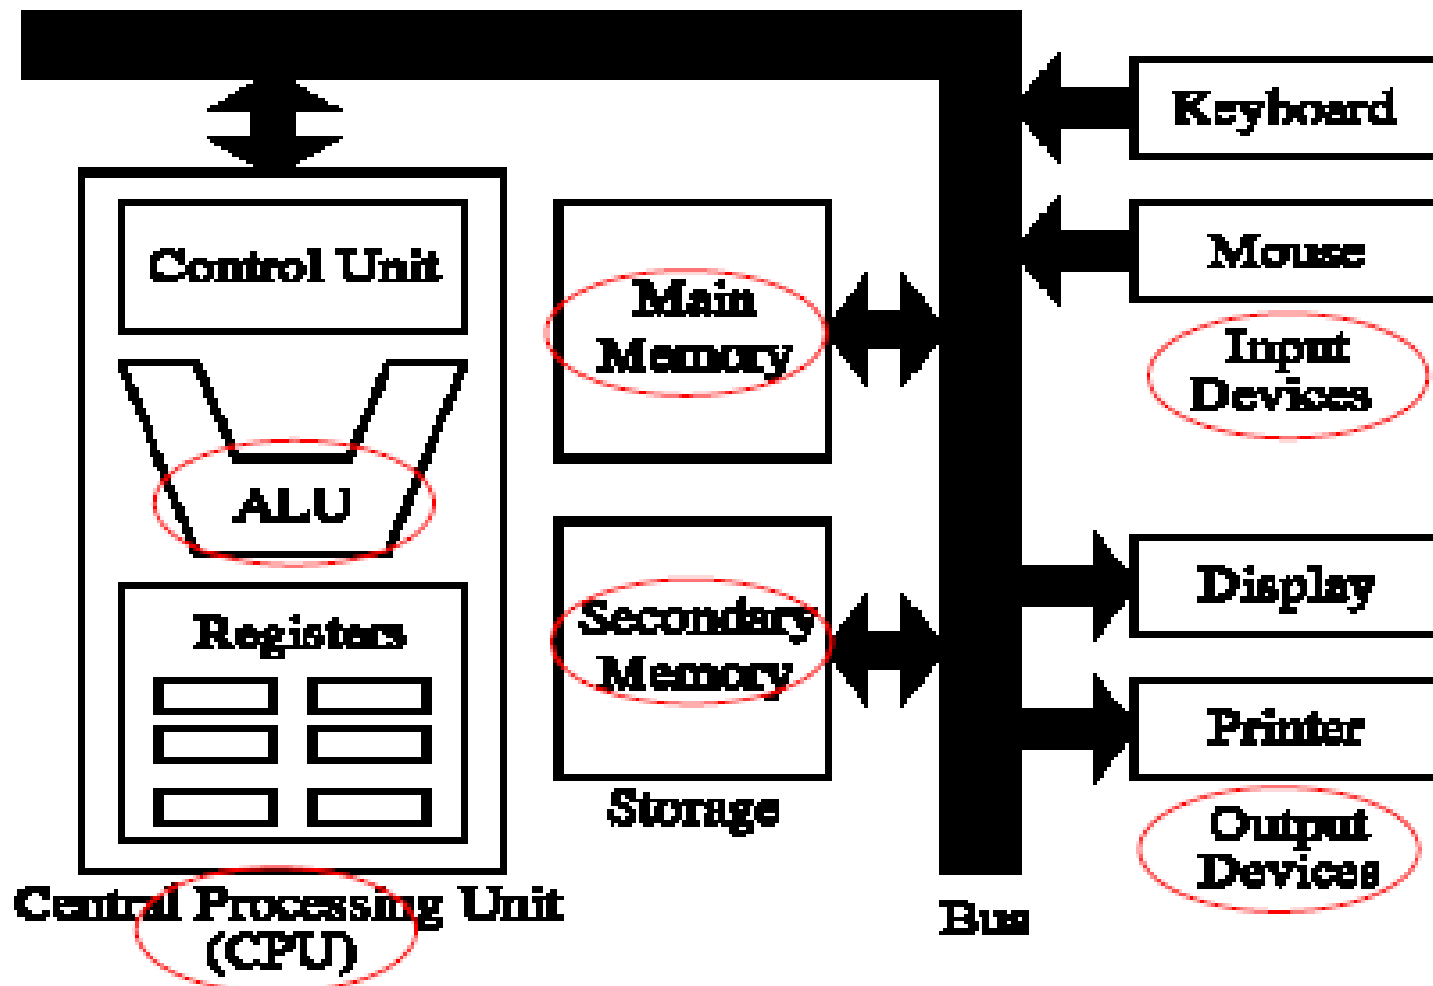 Control Unit
ALU
Registers
Central Processing Unit
(CPU)
Main
Memory
Secondary
Memory
Storage
Bus
Keyboard
Mouse
Input
Devices
Display
Printer
Output
Devices